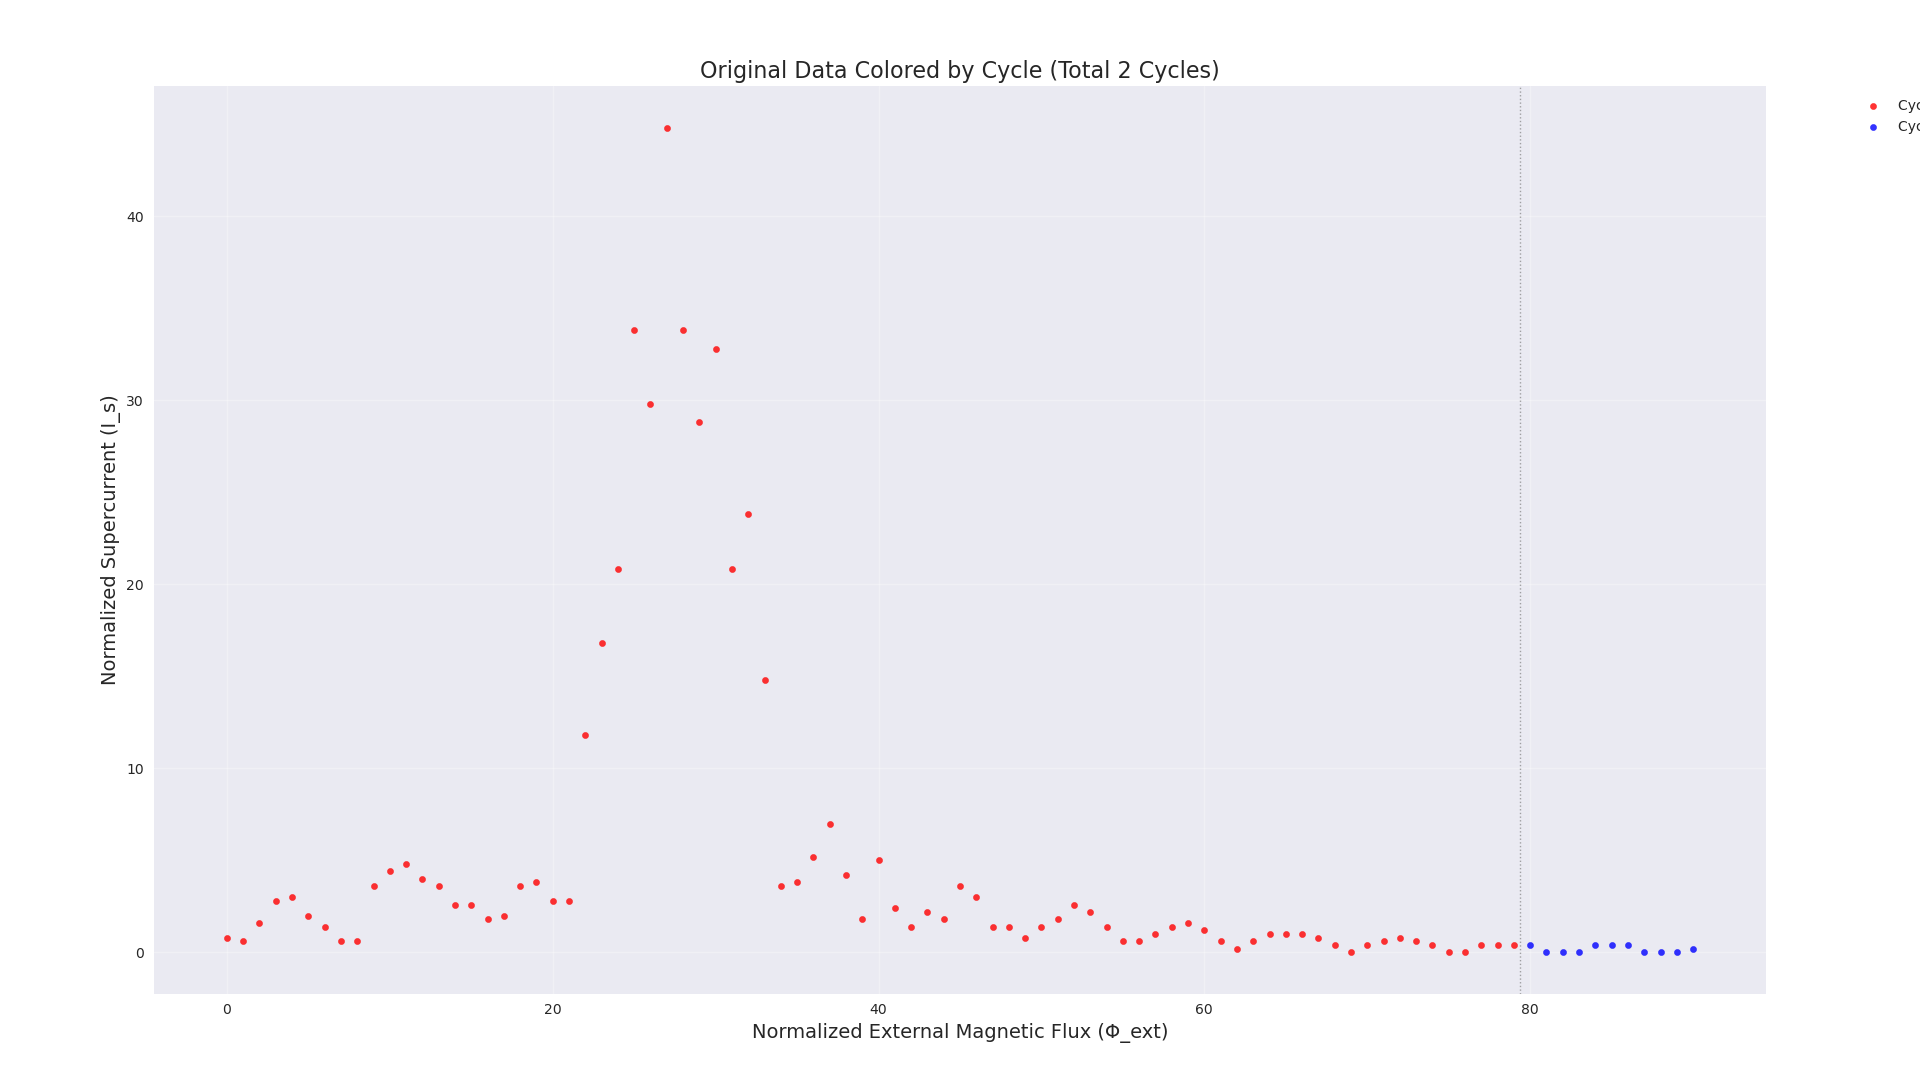 Original Data Colored by Cycle (Total 2 Cycles)
Cyc
Cyc
Normalized Supercurrent (I_s)
40
30
20
10
0
0 20 40 60 80
Normalized External Magnetic Flux (Φ_ext)